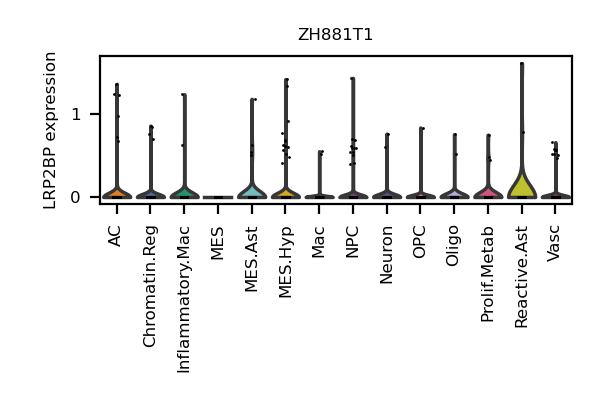 ZH881T1
LRP2BP expression
1
0
AC
Chromatin.Reg
Inflammatory.Mac
MES
MES.Ast
MES.Hyp
Mac
NPC
Neuron
OPC
Oligo
Prolif.Metab
Reactive.Ast
Vasc